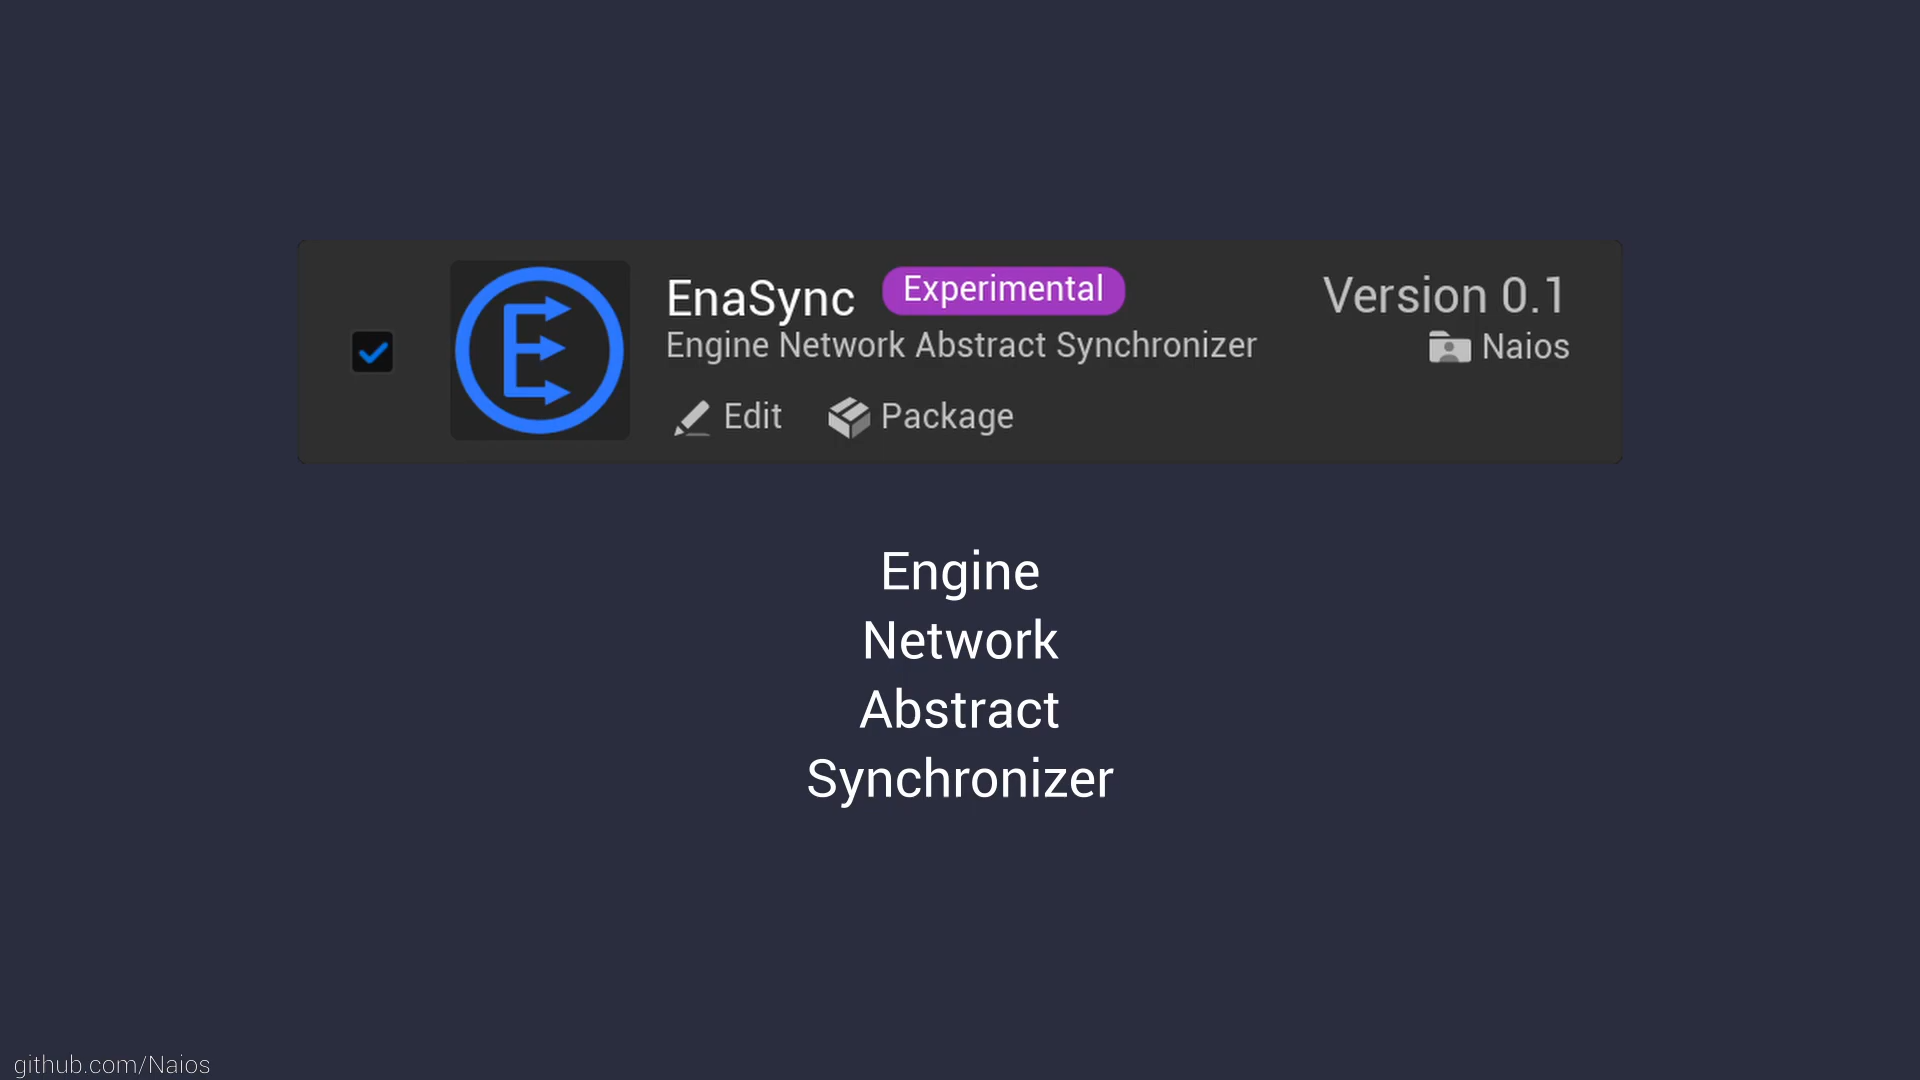 EnaSync Experimental Version 0.1
Engine Network Abstract Synchronizer Naios
Edit Package
Engine
Network
Abstract
Synchronizer
github.com/Naios